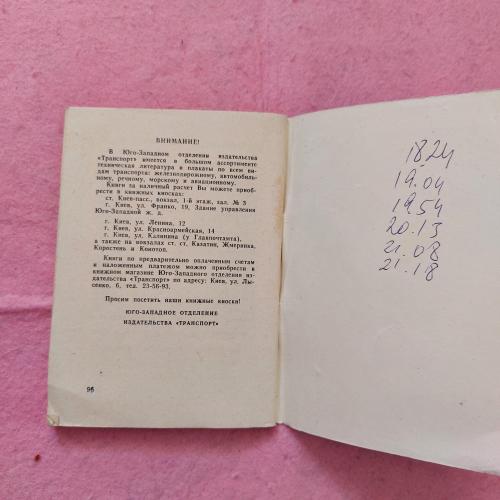 ВНИМАНИЕ!
В Юго-Западном отделении издательства
«Транспорт» имеется в большом ассортименте
техническая литература и плакаты по всем ви-
дам транспорта: железнодорожному, автомобиль-
ному, речному, морскому и авиационному.
Книги за наличный расчет Вы можете приоб-
рести в книжных киосках:
ст. Киев-пасс., вокзал, 1-й этаж, зал. № 3
г. Киев, ул. Франко, 19, Здание управления
Юго-Западной ж. д.
г. Киев, ул. Ленина, 12
г. Киев, ул. Красноармейская, 14
г. Киев, ул. Калинина (у Главпочтамта),
а также на вокзалах ст. ст. Казатин, Жмеринка,
Коростень и Конотоп.
Книги по предварительно оплаченным счетам
и наложенным платежом можно приобрести в
книжном магазине Юго-Западного отделения из-
дательства «Транспорт» по адресу: Киев, ул. Лы-
сенко, 6, тел. 23-56-93.
Просим посетить наши книжные киоски!
ЮГО-ЗАПАДНОЕ ОТДЕЛЕНИЕ
ИЗДАТЕЛЬСТВА «ТРАНСПОРТ»
96
1824
19.04
19.54
20.13
21.08
21.18